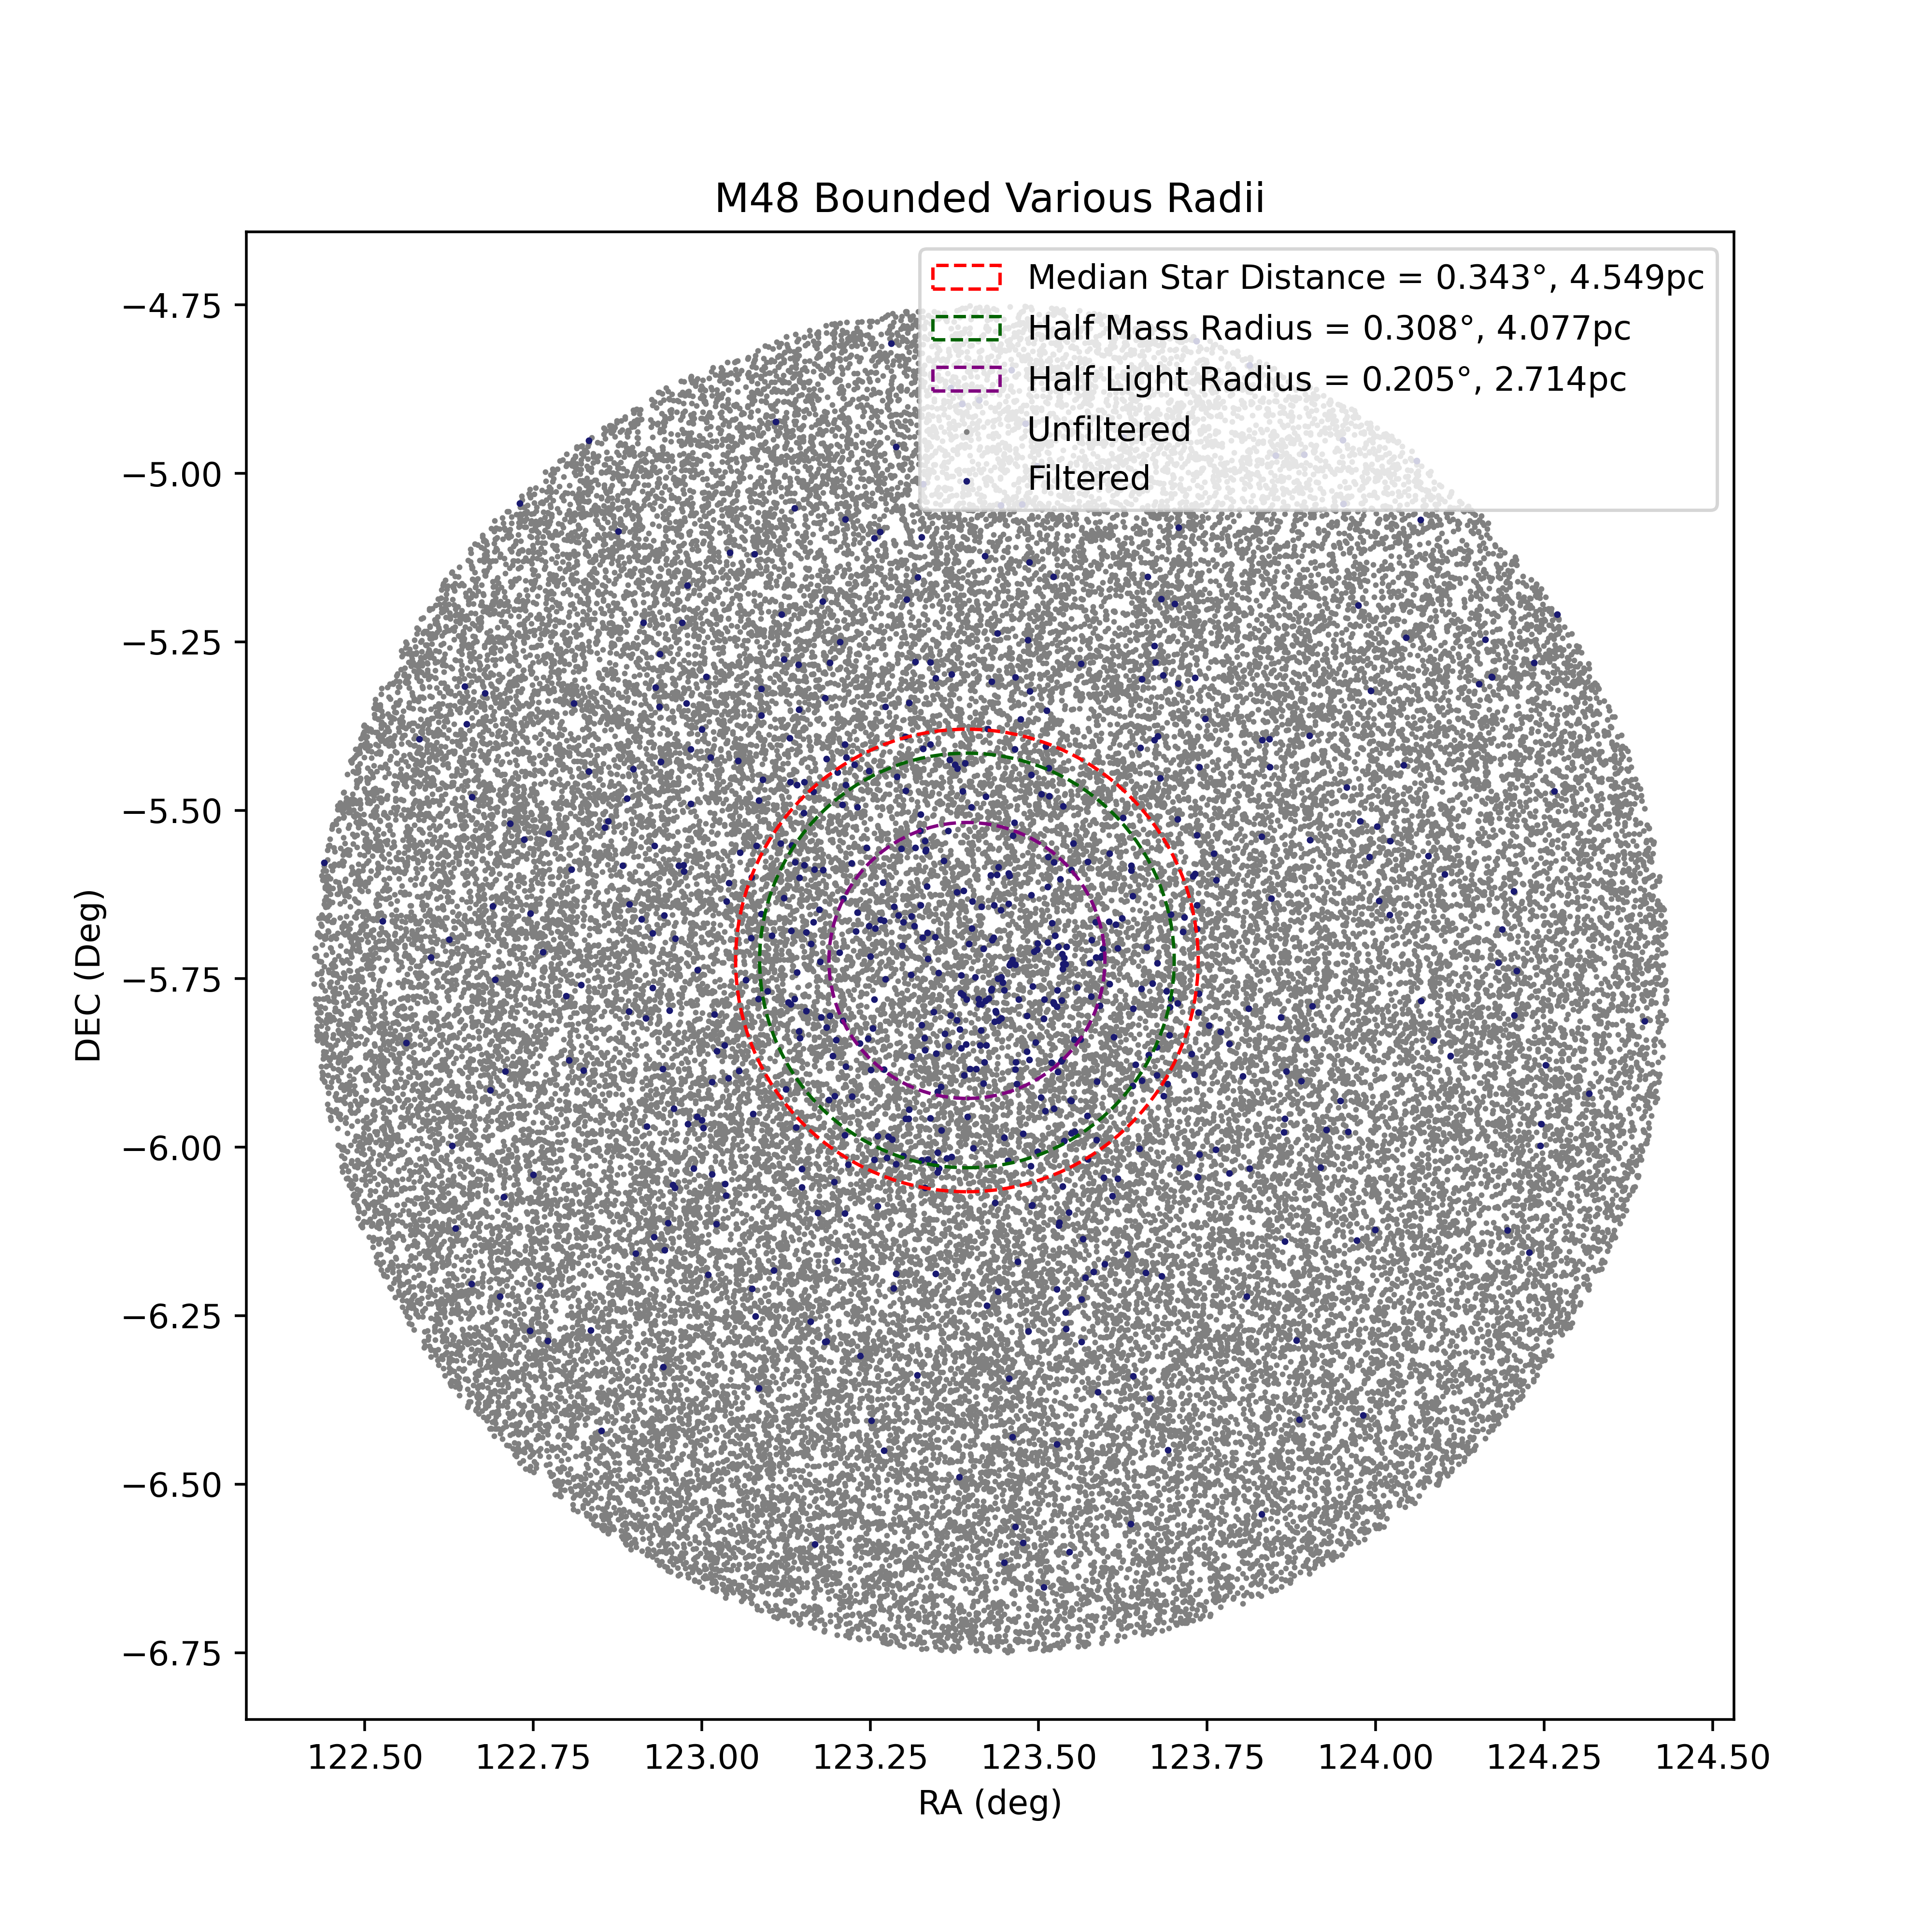 M48 Bounded Various Radii
Median Star Distance = 0.343°, 4.549pc
Half Mass Radius = 0.308°, 4.077pc
Half Light Radius = 0.205°, 2.714pc
Unfiltered
Filtered
DEC (Deg)
−4.75
−5.00
−5.25
−5.50
−5.75
−6.00
−6.25
−6.50
−6.75
122.50 122.75 123.00 123.25 123.50 123.75 124.00 124.25 124.50
RA (deg)